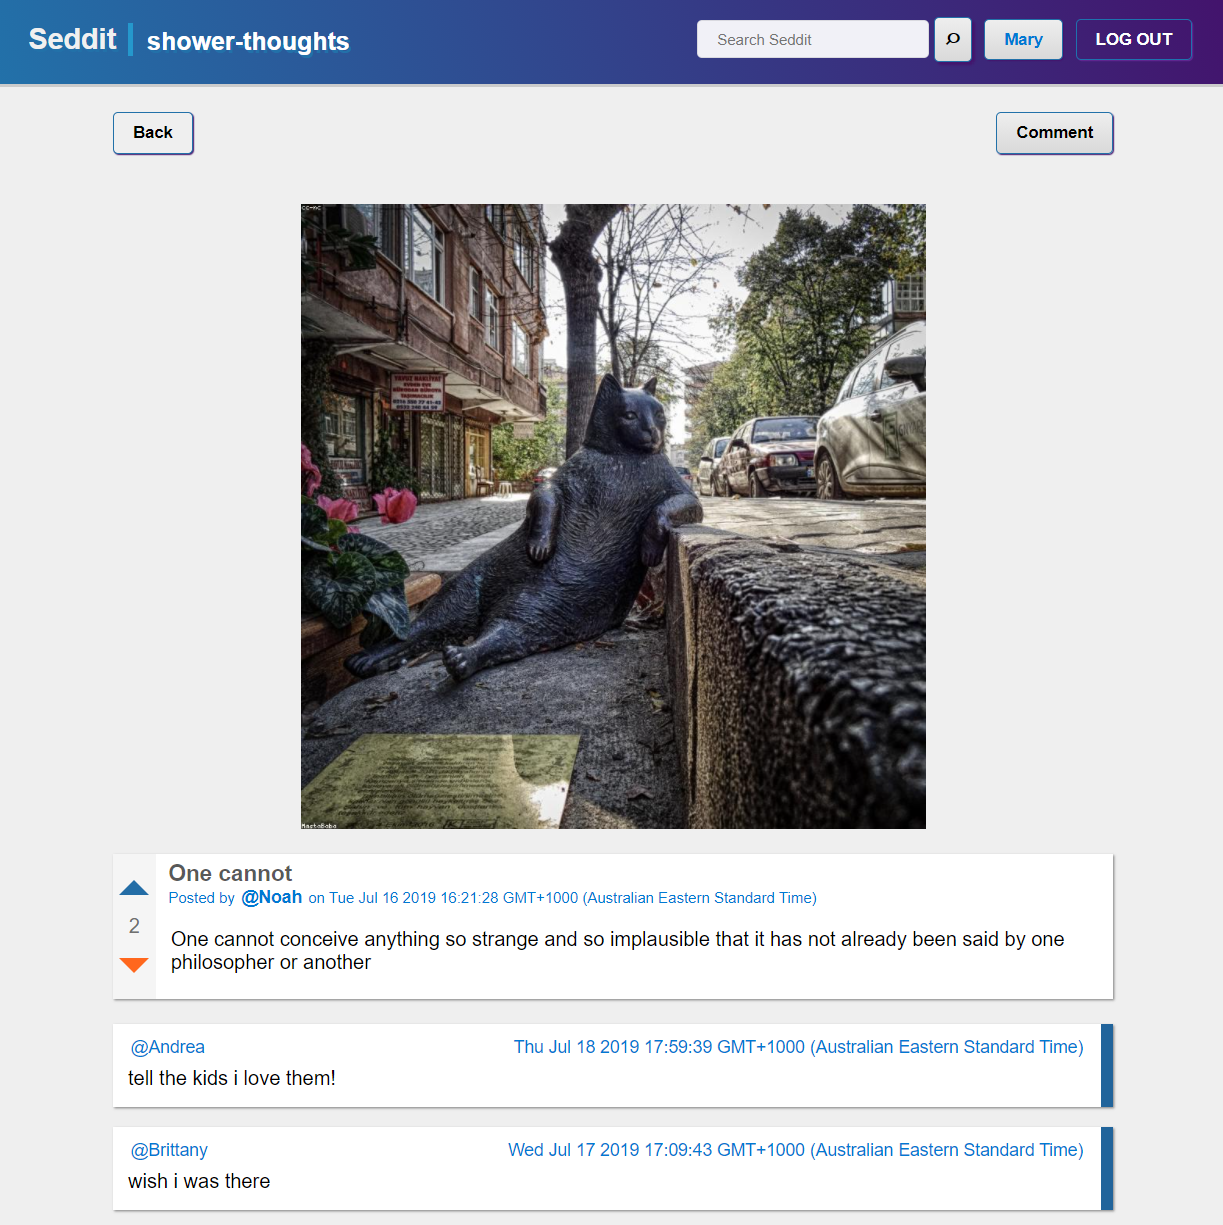 Seddit
shower-thoughts
Search Seddit
Mary
LOG OUT
Back
Comment
CC-NC
MastaBaba
One cannot
Posted by @Noah on Tue Jul 16 2019 16:21:28 GMT+1000 (Australian Eastern Standard Time)
2
One cannot conceive anything so strange and so implausible that it has not already been said by one
philosopher or another
@Andrea
Thu Jul 18 2019 17:59:39 GMT+1000 (Australian Eastern Standard Time)
tell the kids i love them!
@Brittany
Wed Jul 17 2019 17:09:43 GMT+1000 (Australian Eastern Standard Time)
wish i was there